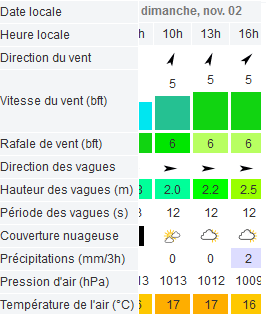 Date locale dimanche, nov. 02
Heure locale h 10h 13h 16h
Direction du vent
Vitesse du vent (bft) 5 5 5
Rafale de vent (bft) 6 6 6
Direction des vagues
Hauteur des vagues (m) 2.0 2.2 2.5
Période des vagues (s) 12 12 12
Couverture nuageuse
Précipitations (mm/3h) 0 0 2
Pression d'air (hPa) 13 1013 1012 1009
Température de l'air (°C) 17 17 16